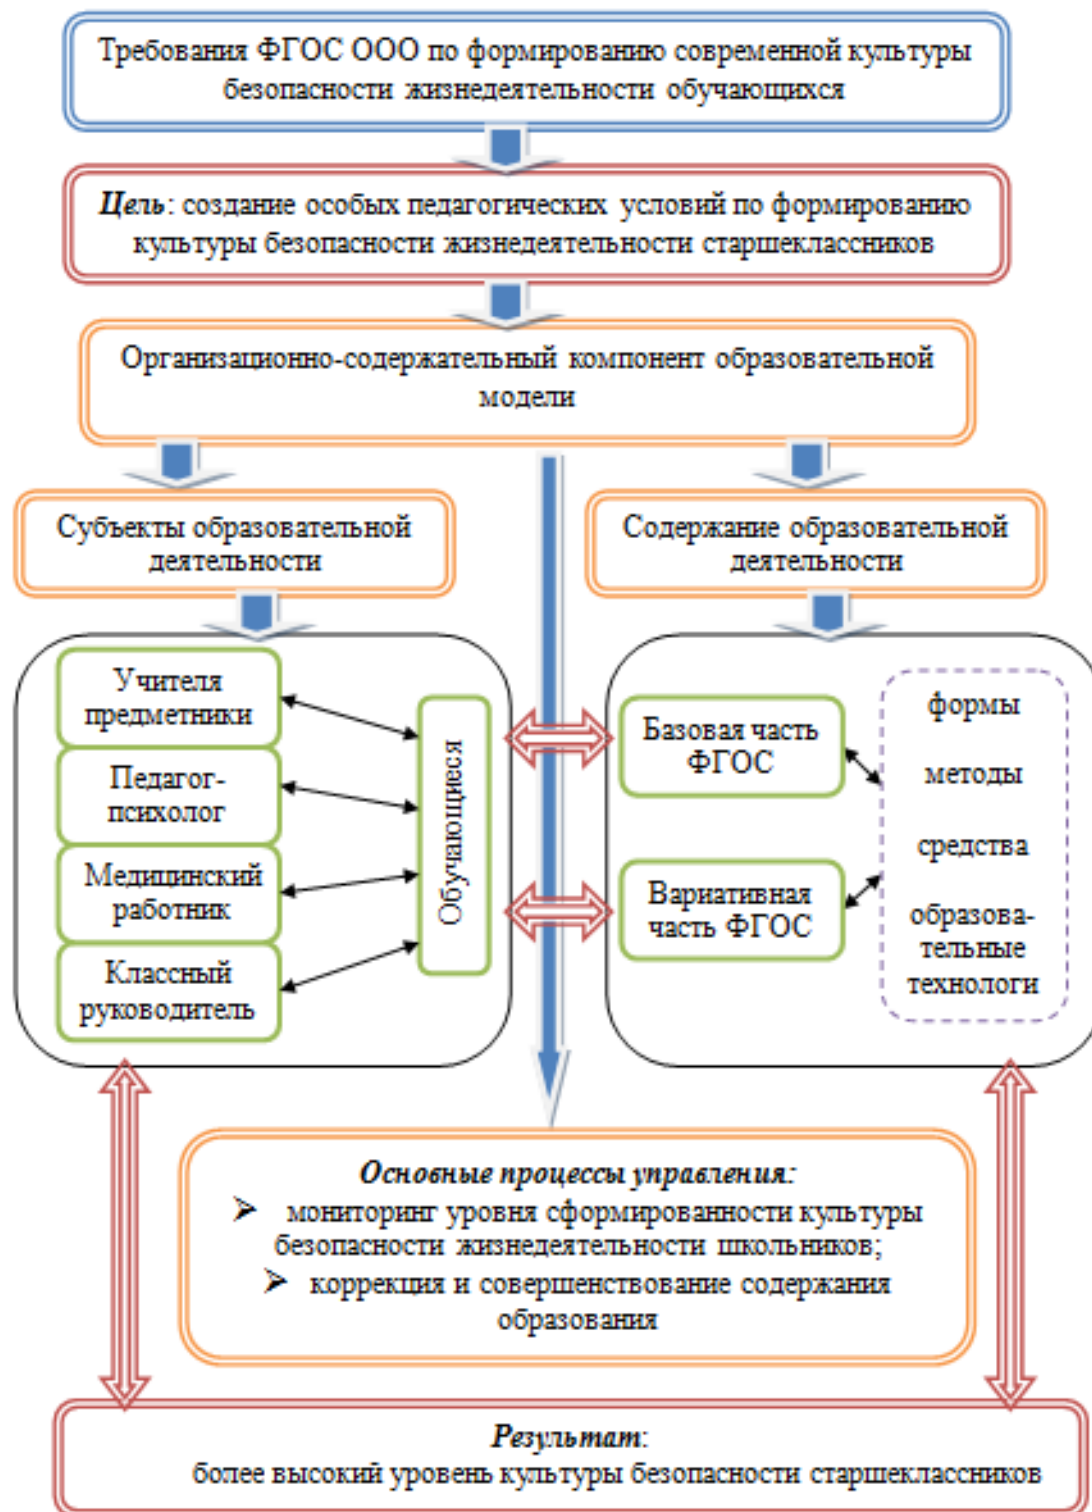 Требования ФГОС ООО по формированию современной культуры
безопасности жизнедеятельности обучающихся
Цель: создание особых педагогических условий по формированию
культуры безопасности жизнедеятельности старшеклассников
Организационно-содержательный компонент образовательной
модели
Субъекты образовательной
деятельности
Содержание образовательной
деятельности
Учителя
предметники
Педагог-
психолог
Медицинский
работник
Классный
руководитель
Обучающиеся
Базовая часть
ФГОС
Вариативная
часть ФГОС
формы
методы
средства
образова-
тельные
технологи
Основные процессы управления:
➢ мониторинг уровня сформированности культуры
безопасности жизнедеятельности школьников;
➢ коррекция и совершенствование содержания
образования
Результат:
более высокий уровень культуры безопасности старшеклассников